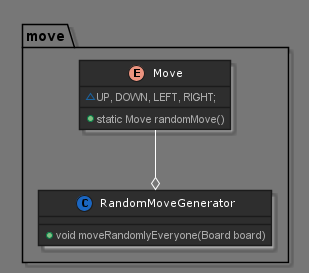 move
E Move
UP, DOWN, LEFT, RIGHT;
static Move randomMove()
C RandomMoveGenerator
void moveRandomlyEveryone(Board board)